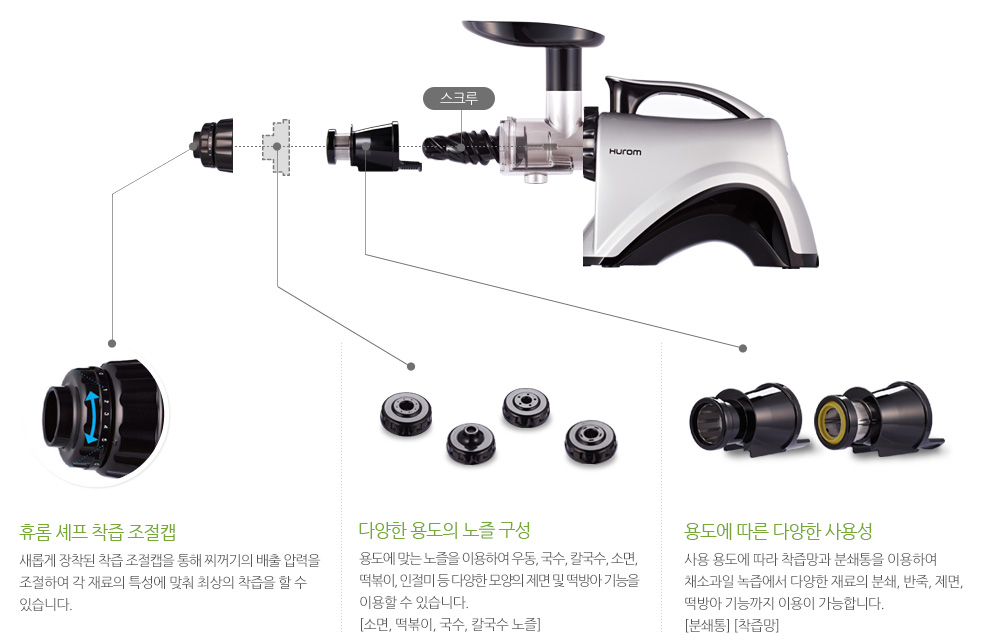 스크루
HUROM
휴롬 셰프 착즙 조절캡
새롭게 장착된 착즙 조절캡을 통해 찌꺼기의 배출 압력을
조절하여 각 재료의 특성에 맞춰 최상의 착즙을 할 수
있습니다.
다양한 용도의 노즐 구성
용도에 맞는 노즐을 이용하여 우동, 국수, 칼국수, 소면,
떡볶이, 인절미 등 다양한 모양의 제면 및 떡방아 기능을
이용할 수 있습니다.
[소면, 떡볶이, 국수, 칼국수 노즐]
용도에 따른 다양한 사용성
사용 용도에 따라 착즙망과 분쇄통을 이용하여
채소과일 녹즙에서 다양한 재료의 분쇄, 반죽, 제면,
떡방아 기능까지 이용이 가능합니다.
[분쇄통] [착즙망]